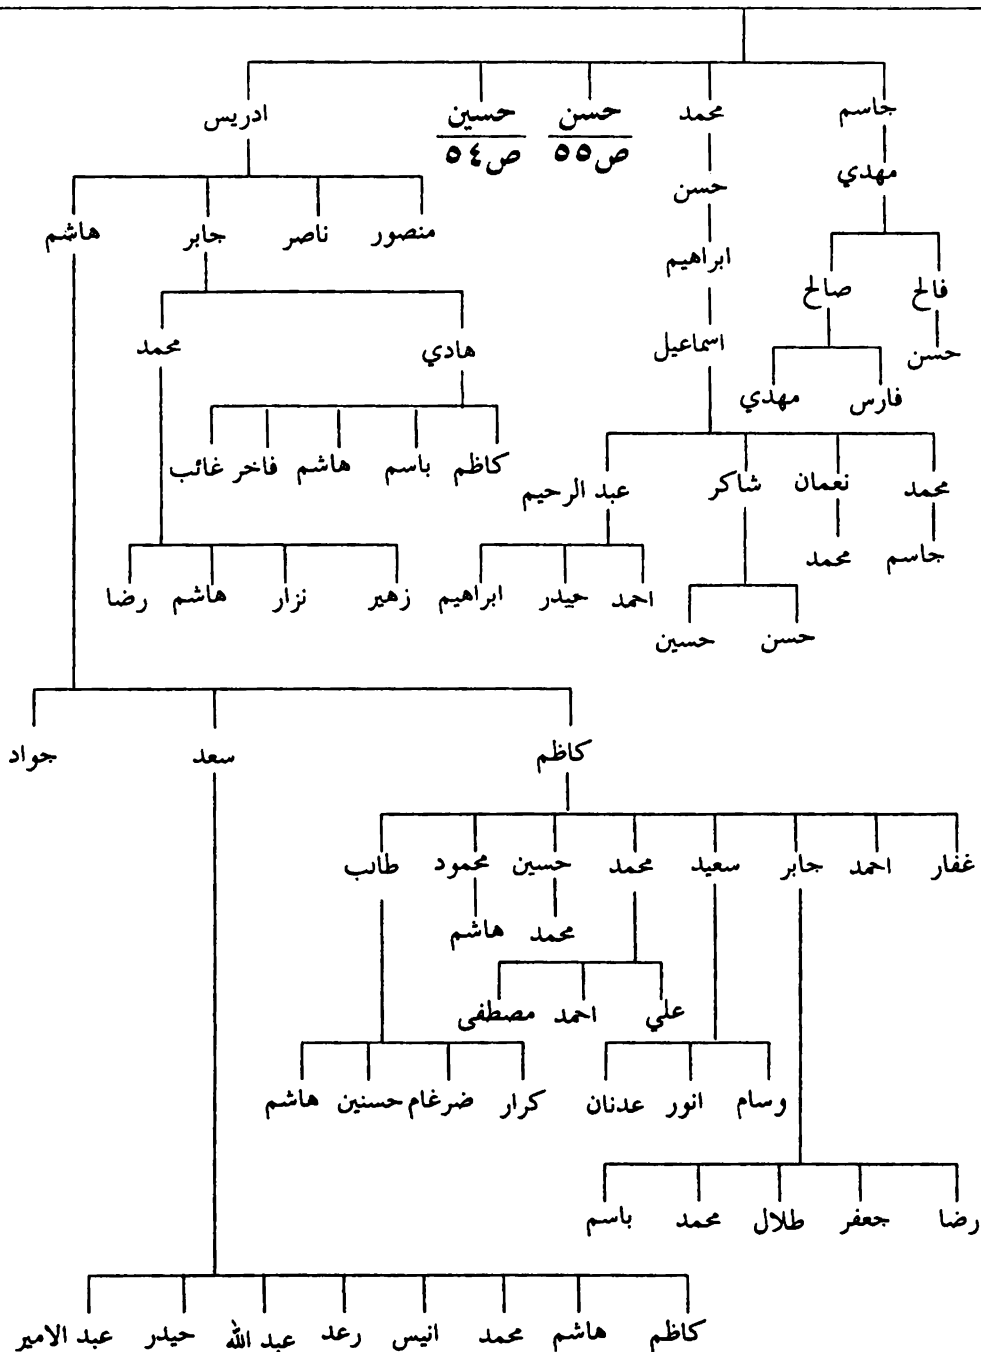 جاسم محمد حسن حسين ادريس
ص٥٥ ص٥٤
مهدي
حسن
منصور ناصر جابر هاشم
ابراهيم
فالح صالح
اسماعيل
هادي محمد
حسن
فارس مهدي
كاظم باسم هاشم فاخر غائب
محمد نعمان شاكر عبد الرحيم
جاسم محمد
احمد حيدر ابراهيم زهير نزار هاشم رضا
حسن حسين
كاظم سعد جواد
غفار احمد جابر سعيد محمد حسين محمود طالب
محمد هاشم
علي احمد مصطفى
وسام انور عدنان كرار ضرغام حسنين هاشم
رضا جعفر طلال محمد باسم
كاظم هاشم محمد انيس رعد عبد الله حيدر عبد الامير